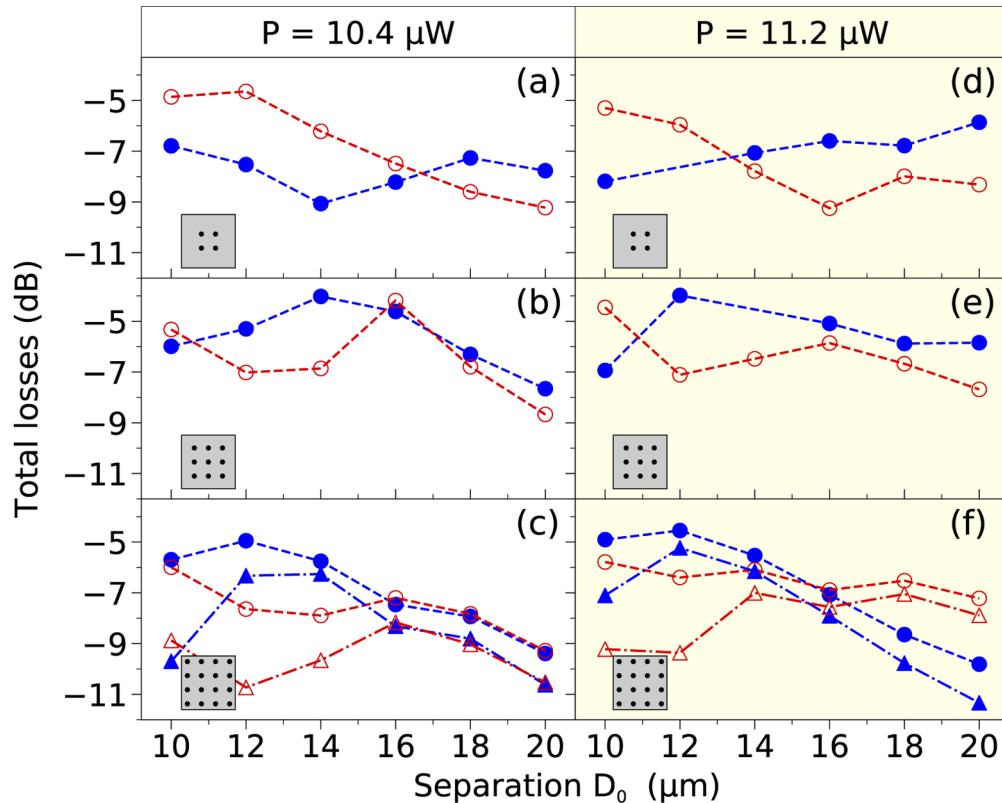 P = 10.4 μW
P = 11.2 μW
(a)
(d)
−5
−7
−9
−11
(b)
(e)
−5
−7
−9
−11
(c)
(f)
−5
−7
−9
−11
Total losses (dB)
10 12 14 16 18 20
10 12 14 16 18 20
Separation D₀ (μm)